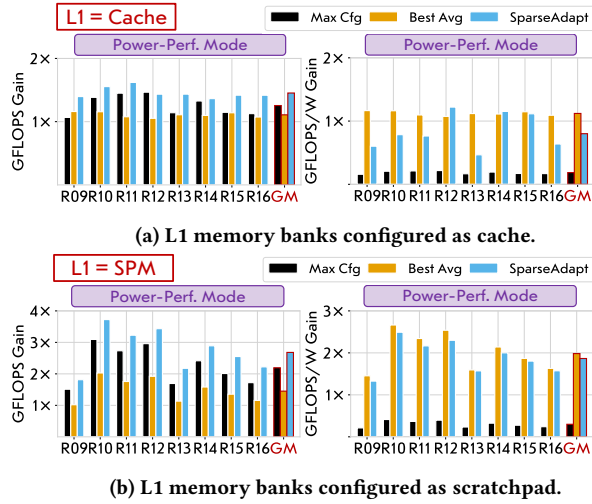 L1 = Cache
Max Cfg Best Avg SparseAdapt
Power-Perf. Mode Power-Perf. Mode
GFLOPS Gain
2×
1×
R09 R10 R11 R12 R13 R14 R15 R16 GM
GFLOPS/W Gain
2×
1×
R09 R10 R11 R12 R13 R14 R15 R16 GM
(a) L1 memory banks configured as cache.
L1 = SPM
Max Cfg Best Avg SparseAdapt
Power-Perf. Mode Power-Perf. Mode
GFLOPS Gain
4×
3×
2×
1×
R09 R10 R11 R12 R13 R14 R15 R16 GM
GFLOPS/W Gain
3×
2×
1×
R09 R10 R11 R12 R13 R14 R15 R16 GM
(b) L1 memory banks configured as scratchpad.